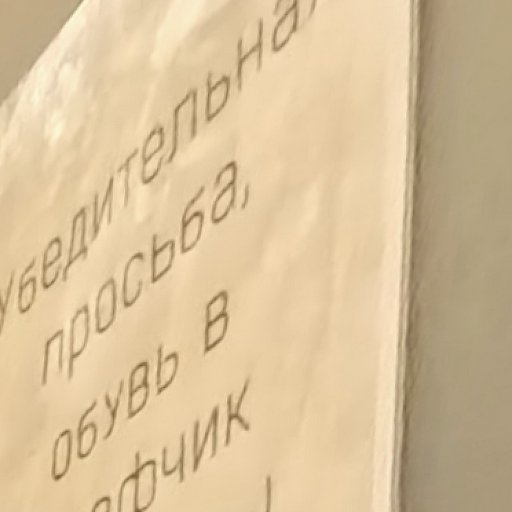 убедительная
просьба,
обувь в